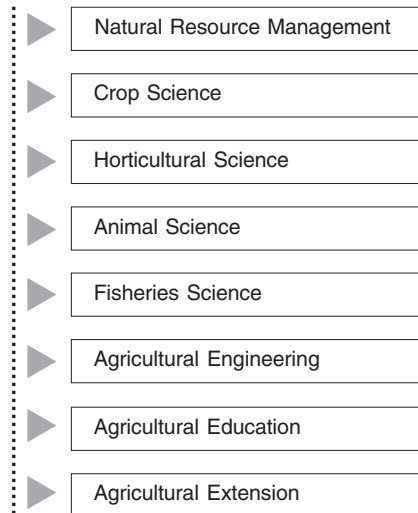 Natural Resource Management
Crop Science
Horticultural Science
Animal Science
Fisheries Science
Agricultural Engineering
Agricultural Education
Agricultural Extension